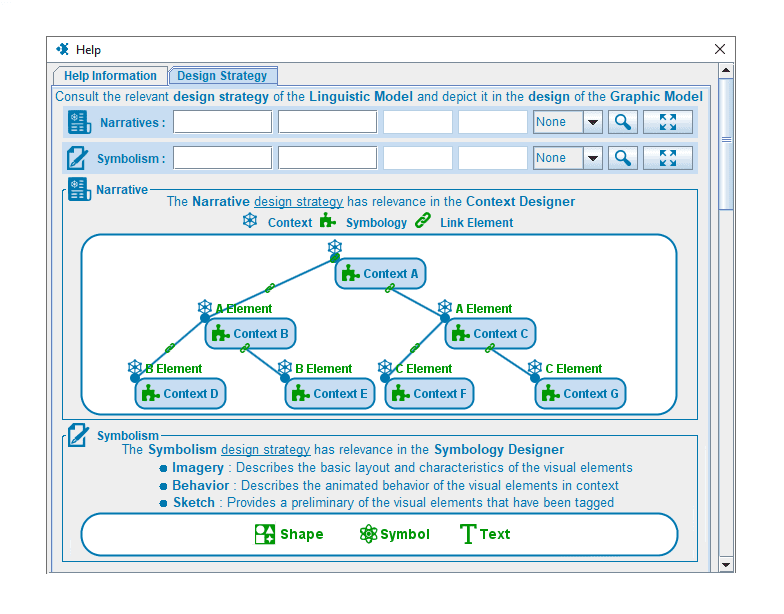 Help
Help Information Design Strategy
Consult the relevant design strategy of the Linguistic Model and depict it in the design of the Graphic Model
Narratives : None
Symbolism : None
Narrative
The Narrative design strategy has relevance in the Context Designer
Context Symbology Link Element
Context A
A Element A Element
Context B Context C
B Element B Element C Element C Element
Context D Context E Context F Context G
Symbolism
The Symbolism design strategy has relevance in the Symbology Designer
Imagery : Describes the basic layout and characteristics of the visual elements
Behavior : Describes the animated behavior of the visual elements in context
Sketch : Provides a preliminary of the visual elements that have been tagged
Shape Symbol Text